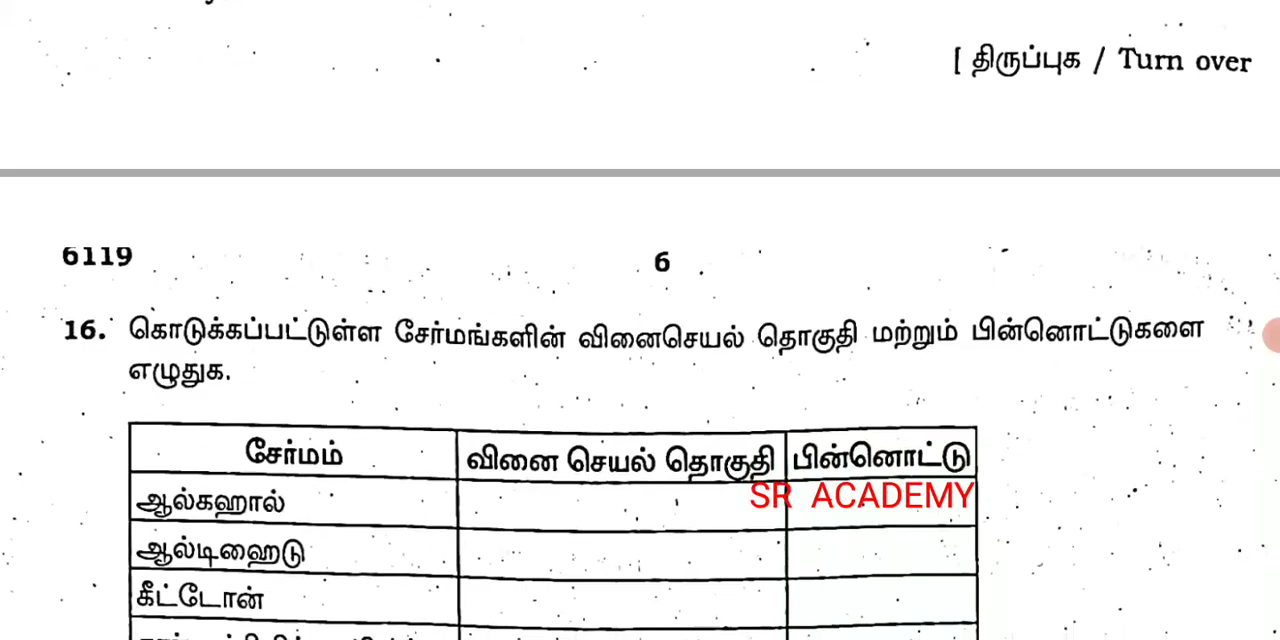 [ திருப்புக / Turn over
6119
6
16. கொடுக்கப்பட்டுள்ள சேர்மங்களின் வினைசெயல் தொகுதி மற்றும் பின்னொட்டுகளை
எழுதுக.
சேர்மம் வினை செயல் தொகுதி பின்னொட்டு
SR ACADEMY
ஆல்கஹால்
ஆல்டிஹைடு
கீட்டோன்